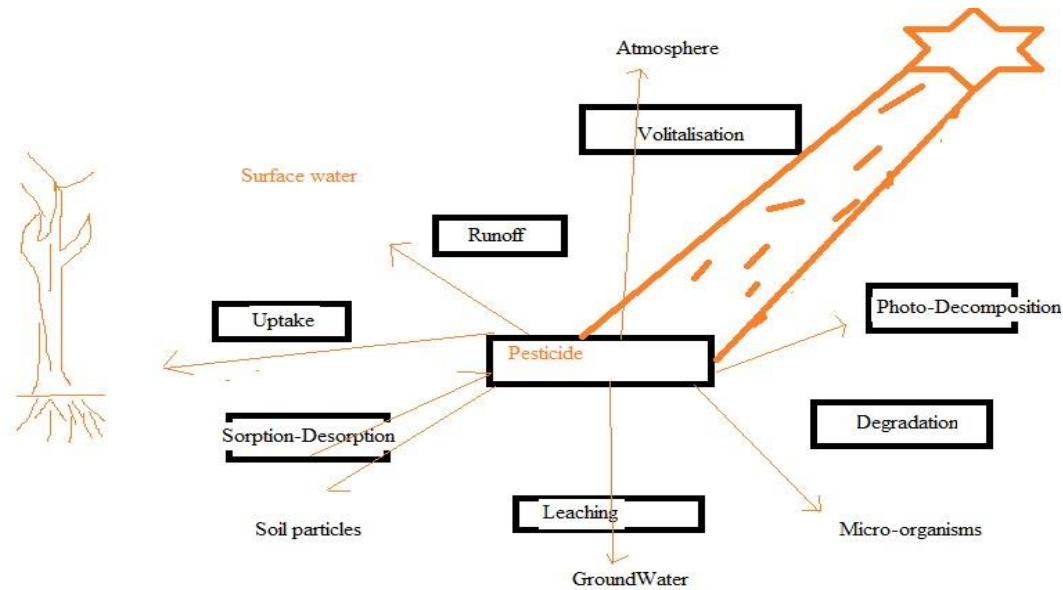 Atmosphere
Volitalisation
Surface water
Runoff
Photo-Decomposition
Uptake
Pesticide
Degradation
Sorption-Desorption
Leaching
Soil particles
Micro-organisms
GroundWater